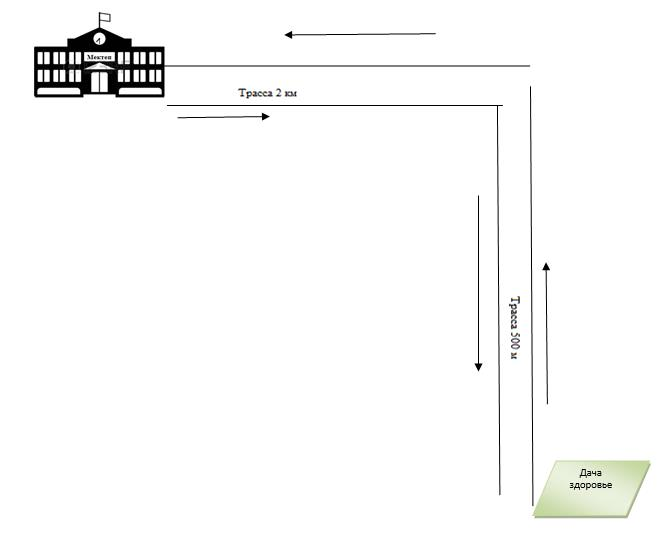 Мектеп
Трасса 2 км
Трасса 500 м
Дача
здоровье